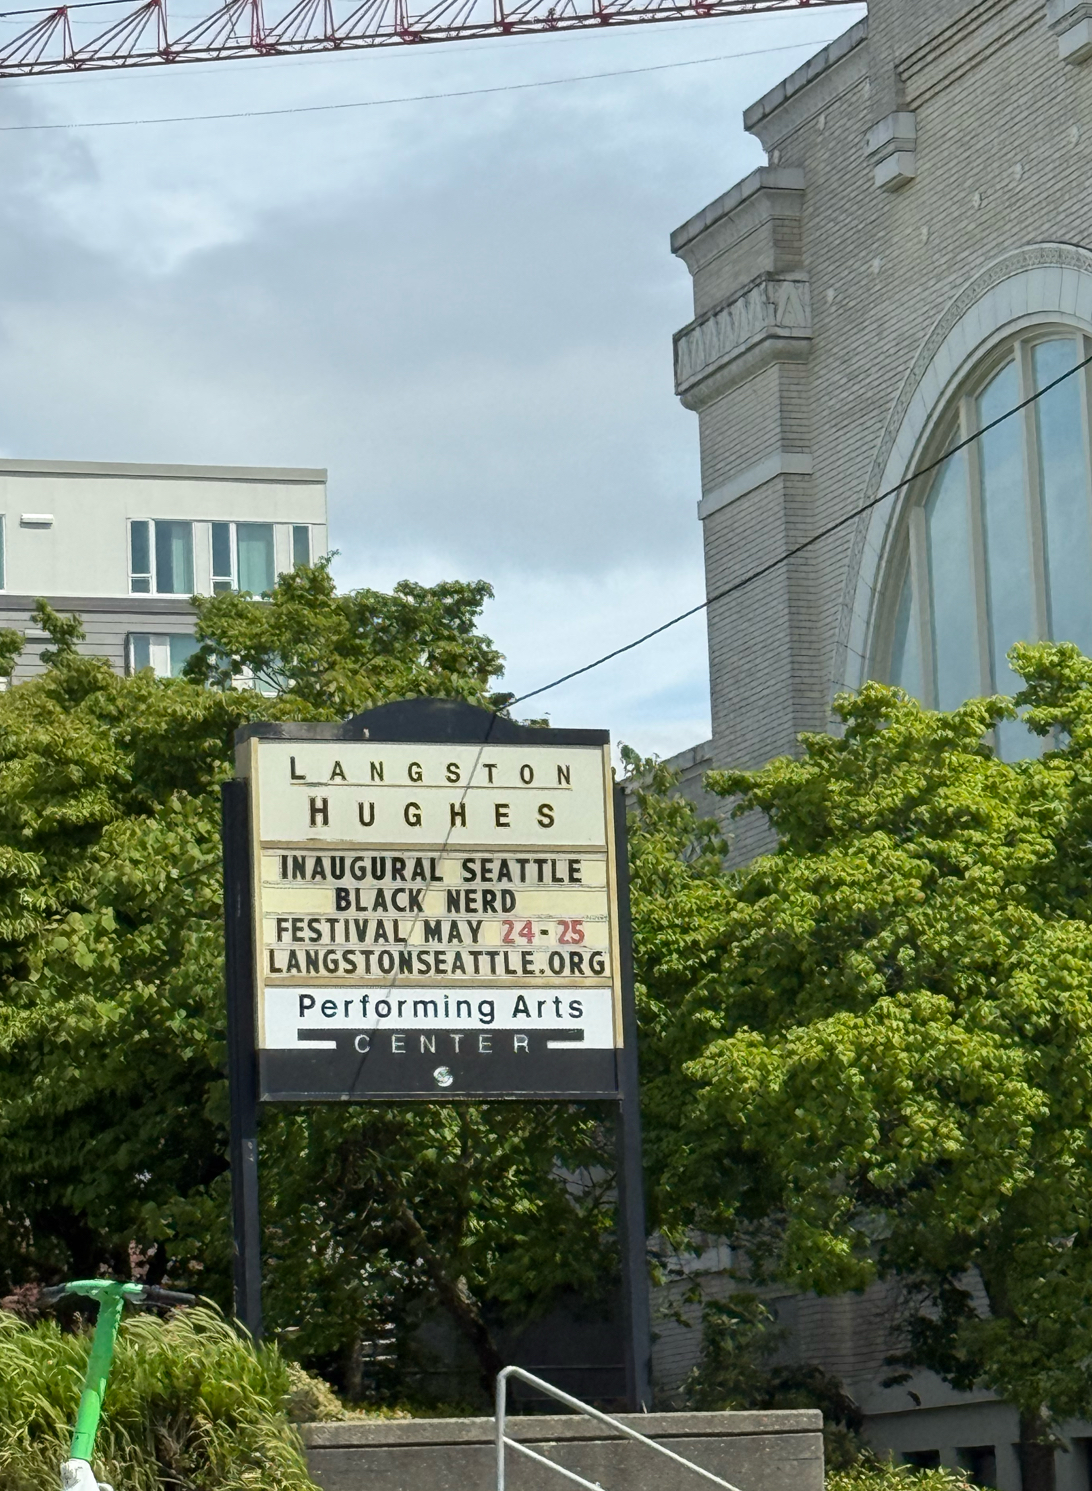 LANGSTON
HUGHES
INAUGURAL SEATTLE
BLACK NERD
FESTIVAL MAY 24-25
LANGSTONSEATTLE.ORG
Performing Arts
CENTER